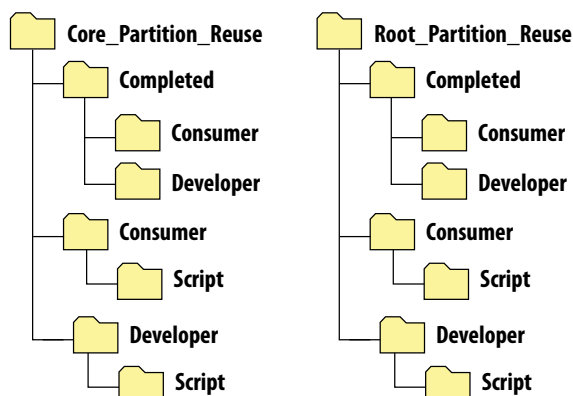 Core_Partition_Reuse
Completed
Consumer
Developer
Consumer
Script
Developer
Script
Root_Partition_Reuse
Completed
Consumer
Developer
Consumer
Script
Developer
Script